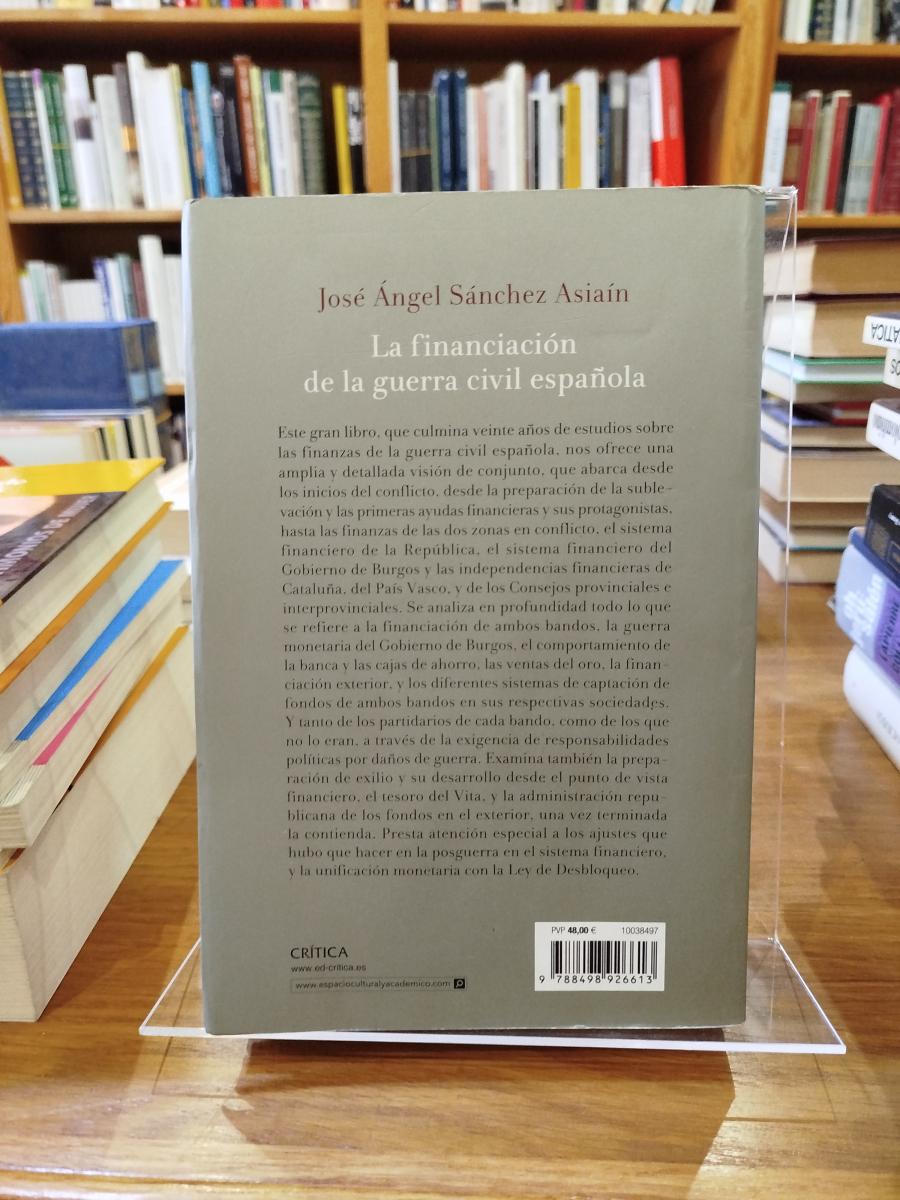 José Ángel Sánchez Asiaín
La financiación
de la guerra civil española
Este gran libro, que culmina veinte años de estudios sobre
las finanzas de la guerra civil española, nos ofrece una
amplia y detallada visión de conjunto, que abarca desde
los inicios del conflicto, desde la preparación de la suble-
vación y las primeras ayudas financieras y sus protagonistas,
hasta las finanzas de las dos zonas en conflicto, el sistema
financiero de la República, el sistema financiero del
Gobierno de Burgos y las independencias financieras de
Cataluña, del País Vasco, y de los Consejos provinciales e
interprovinciales. Se analiza en profundidad todo lo que
se refiere a la financiación de ambos bandos, la guerra
monetaria del Gobierno de Burgos, el comportamiento de
la banca y las cajas de ahorro, las ventas del oro, la finan-
ciación exterior, y los diferentes sistemas de captación de
fondos de ambos bandos en sus respectivas sociedades.
Y tanto de los partidarios de cada bando, como de los que
no lo eran, a través de la exigencia de responsabilidades
políticas por daños de guerra. Examina también la prepa-
ración de exilio y su desarrollo desde el punto de vista
financiero, el tesoro del Vita, y la administración repu-
blicana de los fondos en el exterior, una vez terminada
la contienda. Presta atención especial a los ajustes que
hubo que hacer en la posguerra en el sistema financiero,
y la unificación monetaria con la Ley de Desbloqueo.
CRÍTICA
www.ed-critica.es
www.espacioculturalyacademico.com
PVP 48,00 € 10038497
9 788498 926613